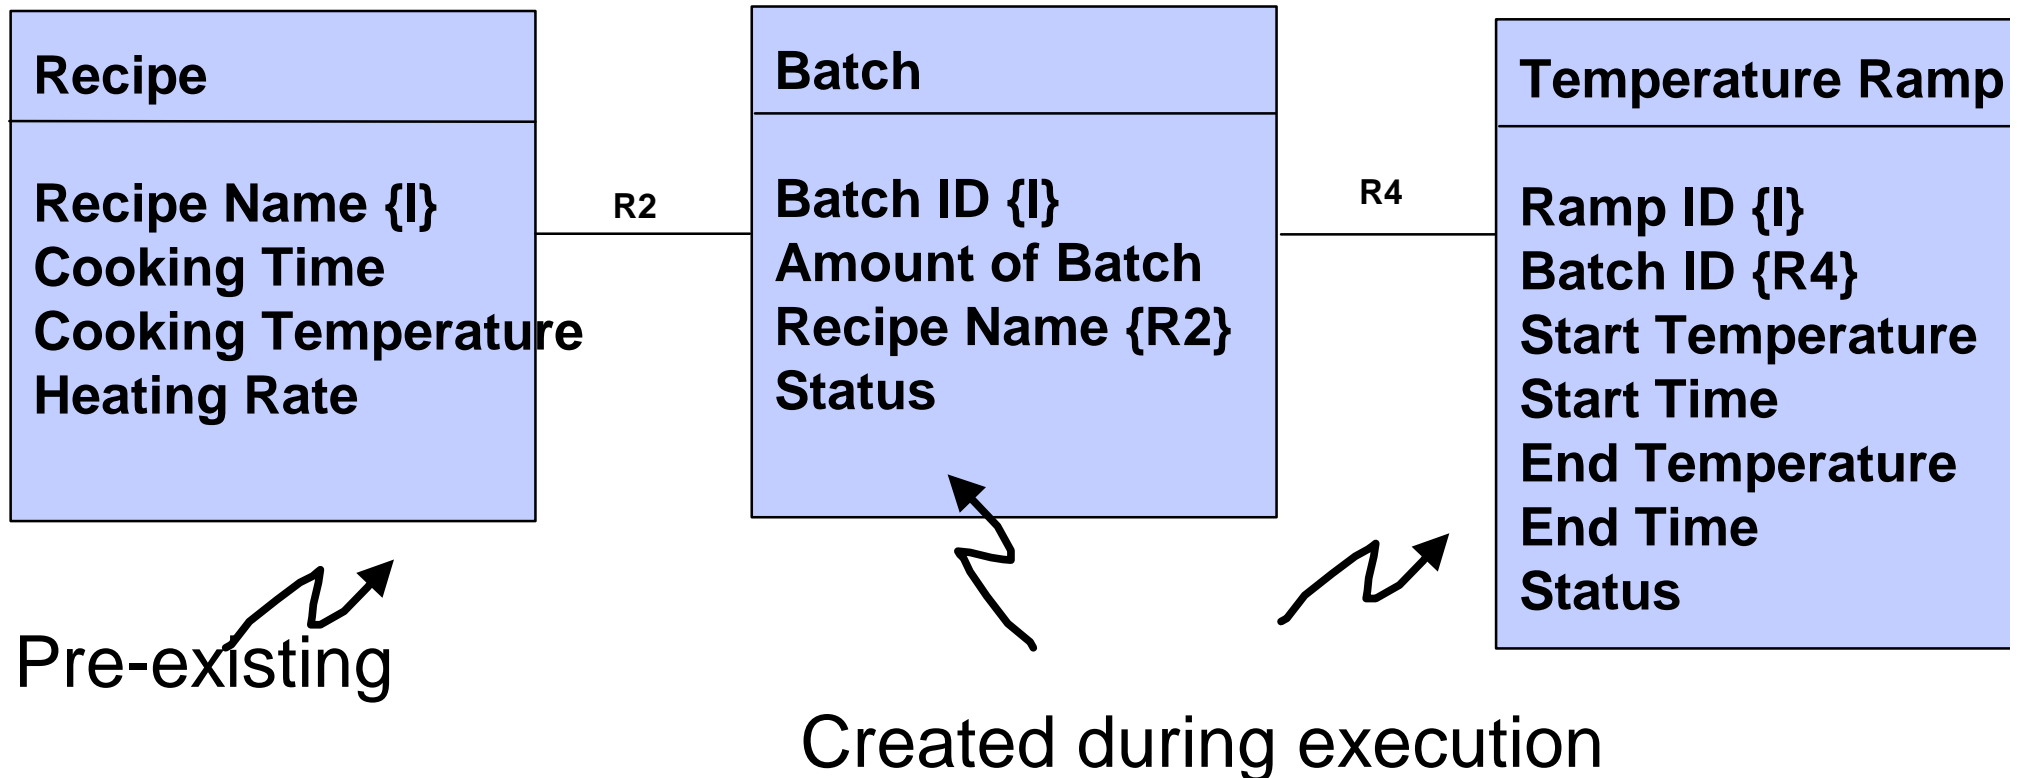 Recipe
Recipe Name {I}
Cooking Time
Cooking Temperature
Heating Rate
R2
Batch
Batch ID {I}
Amount of Batch
Recipe Name {R2}
Status
R4
Temperature Ramp
Ramp ID {I}
Batch ID {R4}
Start Temperature
Start Time
End Temperature
End Time
Status
Pre-existing
Created during execution